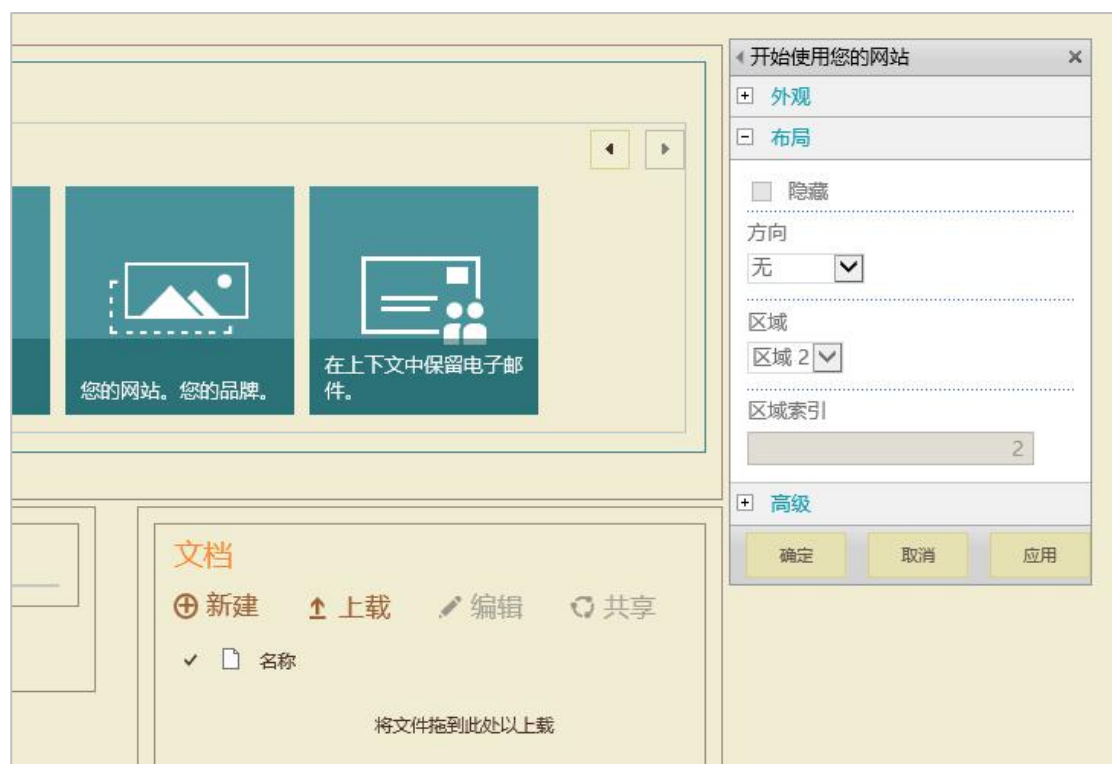 开始使用您的网站
外观
布局
隐藏
方向
无
区域
区域 2
区域索引
2
高级
确定 取消 应用
您的网站。您的品牌。
在上下文中保留电子邮
件。
文档
新建 上载 编辑 共享
名称
将文件拖到此处以上载